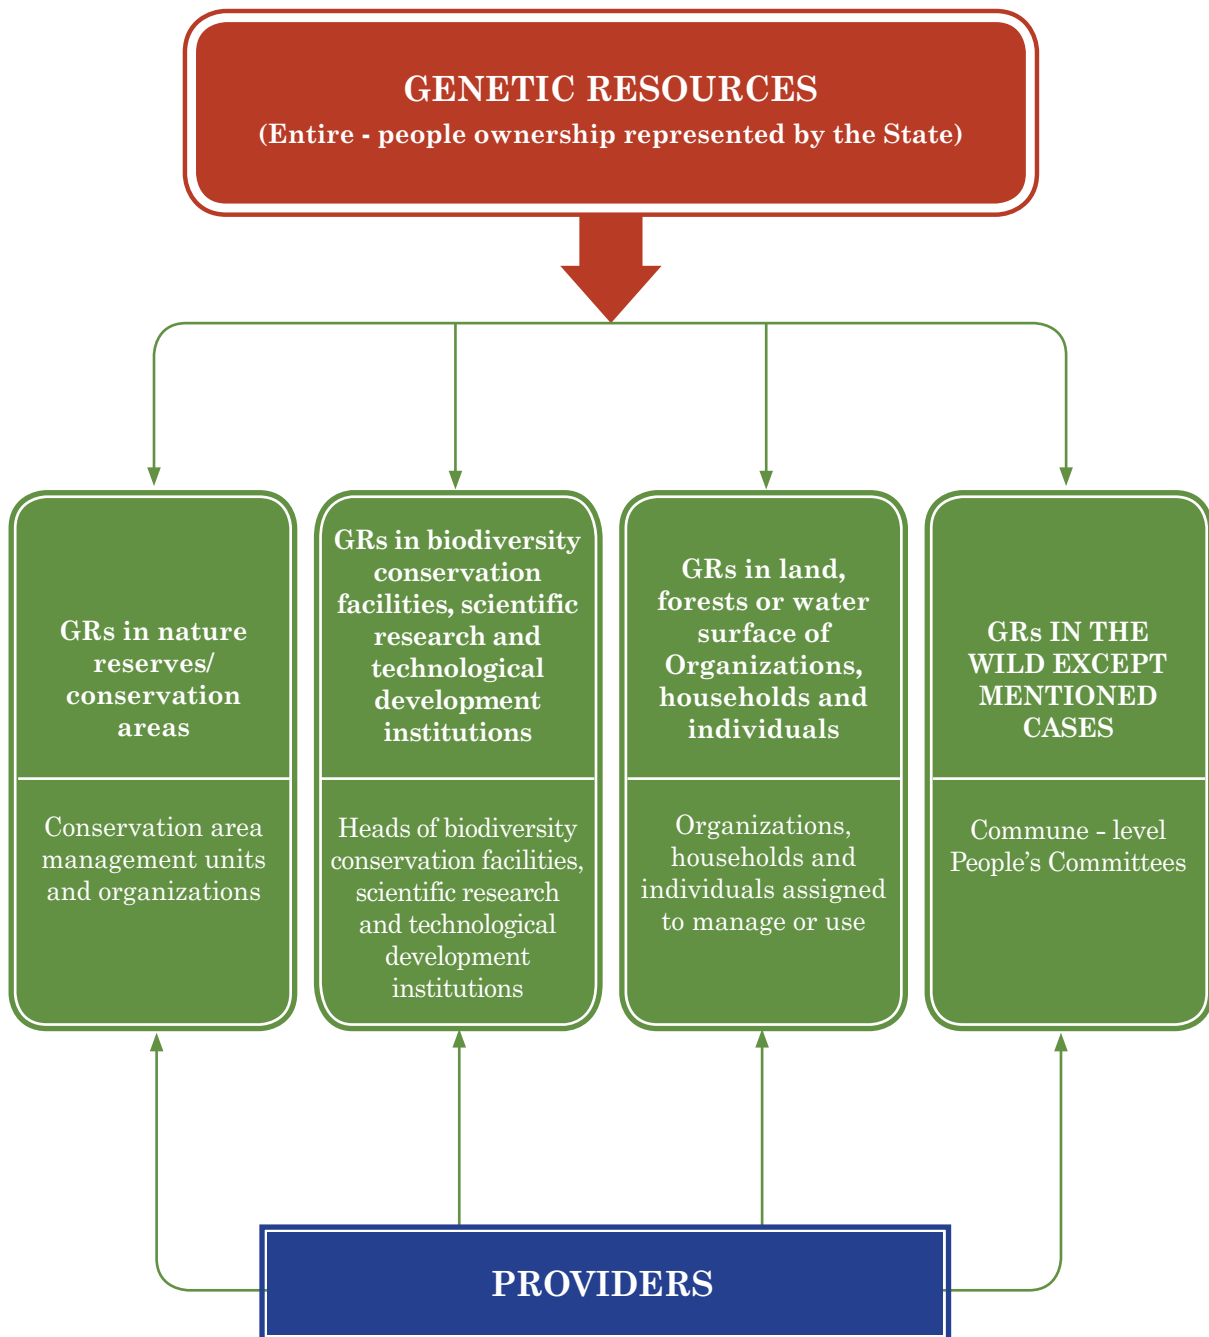 GENETIC RESOURCES
(Entire - people ownership represented by the State)
GRs in nature
reserves/
conservation
areas
Conservation area
management units
and organizations
GRs in biodiversity
conservation
facilities, scientific
research and
technological
development
institutions
Heads of biodiversity
conservation facilities,
scientific research
and technological
development
institutions
GRs in land,
forests or water
surface of
Organizations,
households and
individuals
Organizations,
households and
individuals assigned
to manage or use
GRs IN THE
WILD EXCEPT
MENTIONED
CASES
Commune - level
People's Committees
PROVIDERS